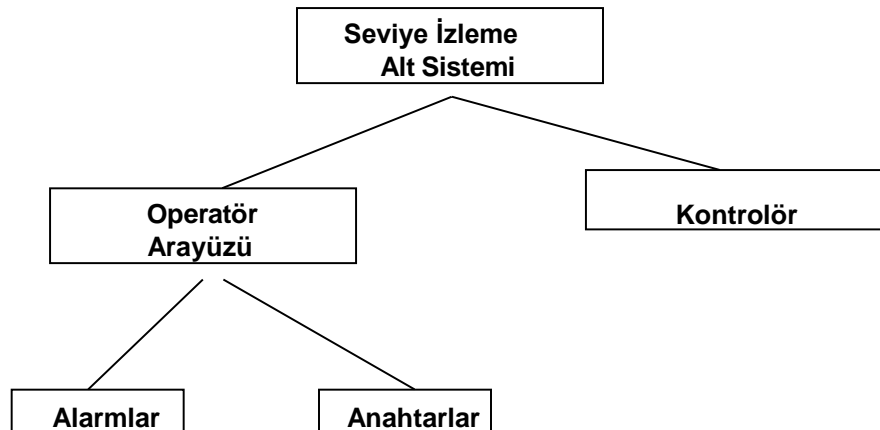 Seviye İzleme
Alt Sistemi
Operatör
Arayüzü
Kontrolör
Alarmlar
Anahtarlar